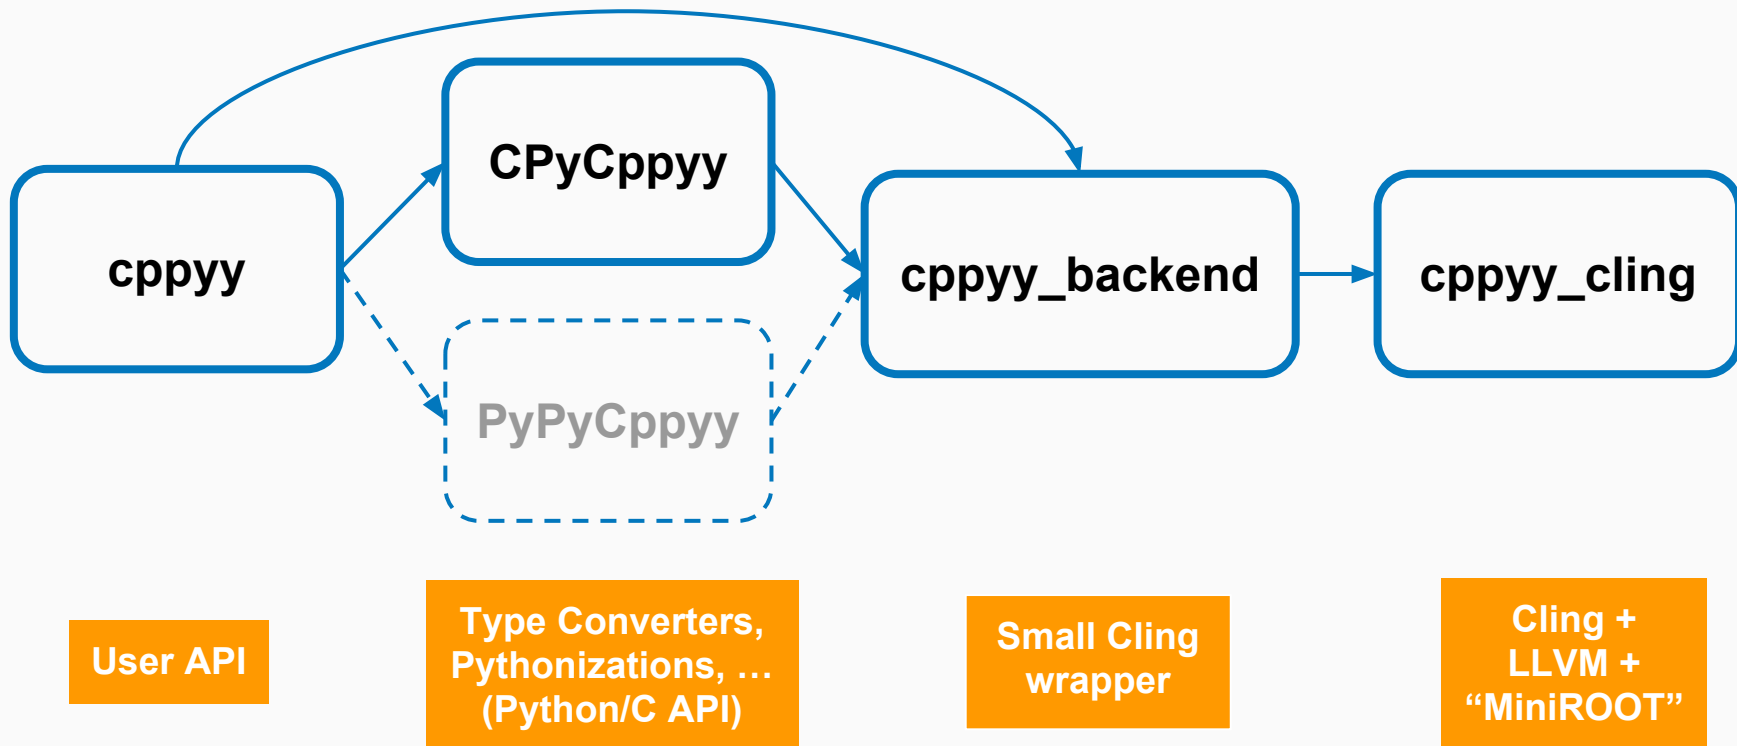 cppyy
CPyCppyy
PyPyCppyy
cppyy_backend
cppyy_cling
User API
Type Converters,
Pythonizations, …
(Python/C API)
Small Cling
wrapper
Cling +
LLVM +
“MiniROOT”